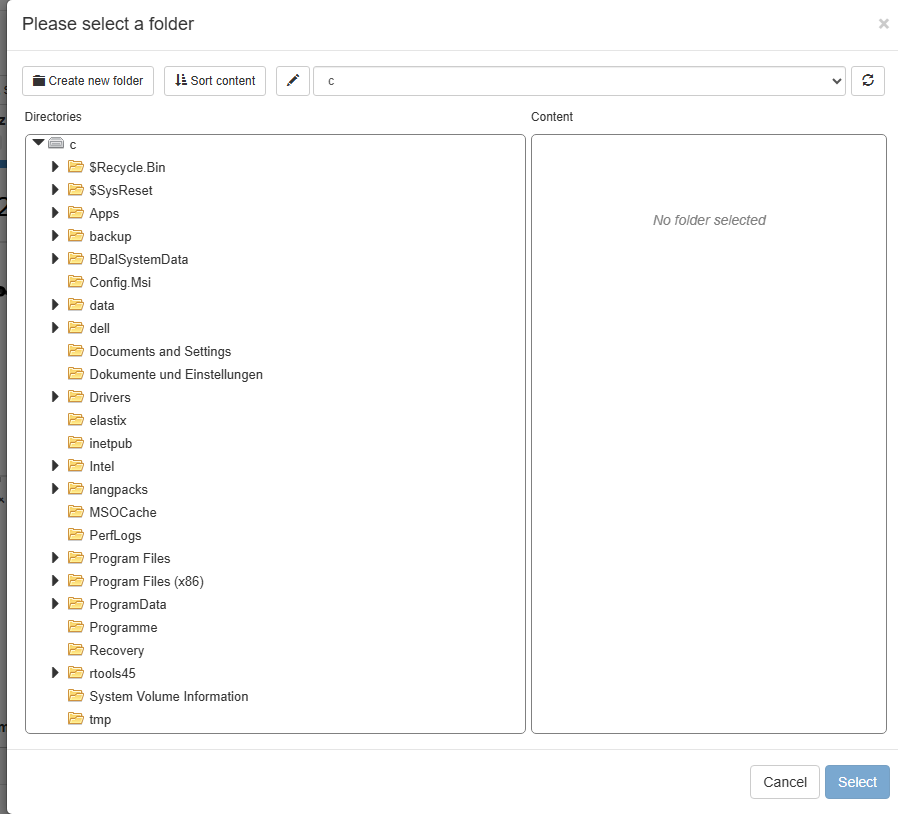 Please select a folder
×
Create new folder
Sort content
c
Directories
Content
c
$Recycle.Bin
$SysReset
Apps
backup
BDalSystemData
Config.Msi
data
dell
Documents and Settings
Dokumente und Einstellungen
Drivers
elastix
inetpub
Intel
langpacks
MSOCache
PerfLogs
Program Files
Program Files (x86)
ProgramData
Programme
Recovery
rtools45
System Volume Information
tmp
No folder selected
Cancel
Select